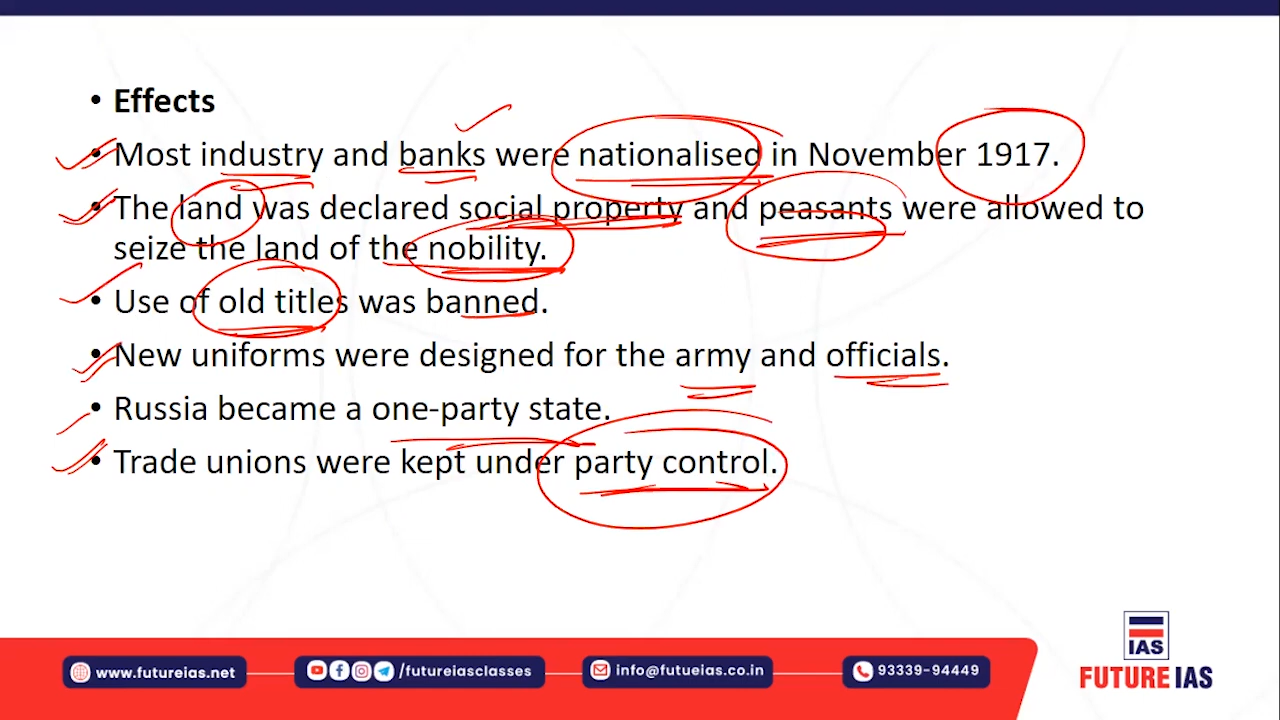 • Effects
• Most industry and banks were nationalised in November 1917.
• The land was declared social property and peasants were allowed to
seize the land of the nobility.
• Use of old titles was banned.
• New uniforms were designed for the army and officials.
• Russia became a one-party state.
• Trade unions were kept under party control.
IAS
FUTURE IAS
www.futureias.net
/futureiasclasses
info@futueias.co.in
93339-94449